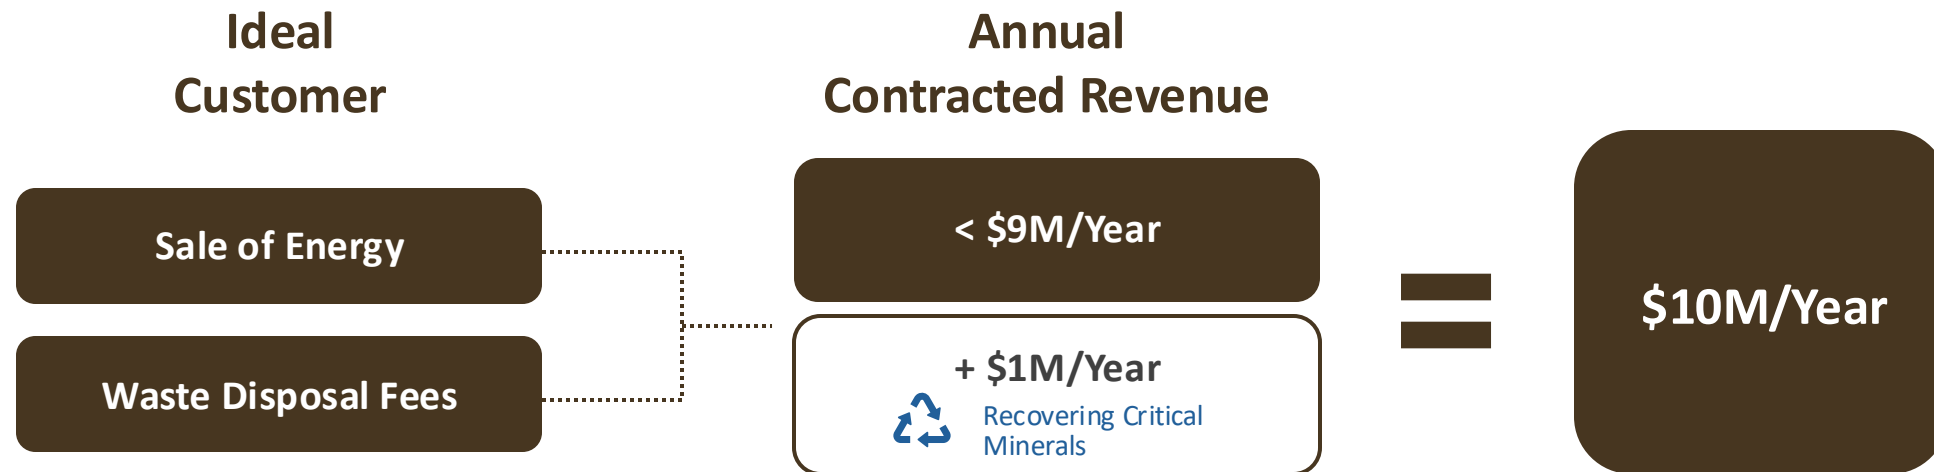 Ideal
Customer
Sale of Energy
Waste Disposal Fees
Annual
Contracted Revenue
< $9M/Year
+ $1M/Year
Recovering Critical
Minerals
=
$10M/Year